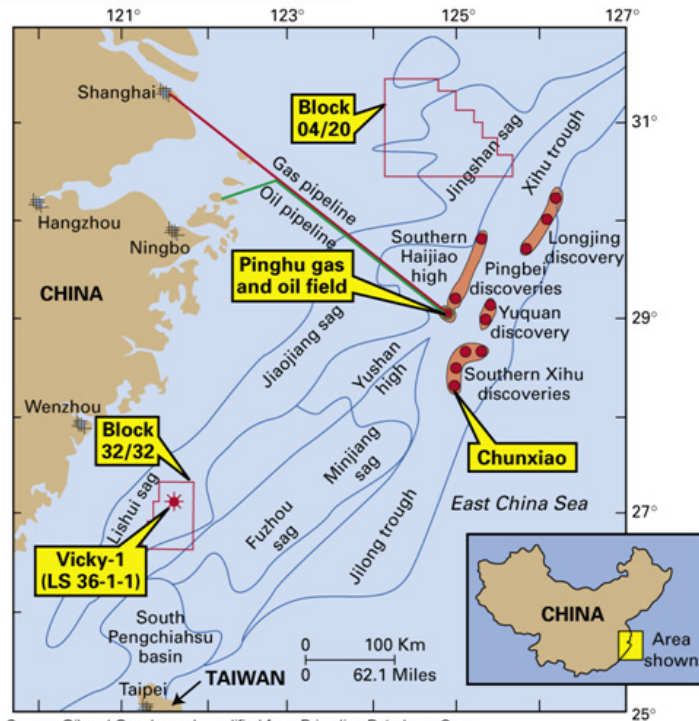 121° 123° 125° 127°
Shanghai
Block
04/20
31°
Jingshan sag
Xihu trough
Gas pipeline
Oil pipeline
Hangzhou
Ningbo
Southern
Haijiao
high
Longjing
discovery
Pingbei
discoveries
CHINA
Pinghu gas
and oil field
29°
Yuquan
discovery
Jiaojiang sag
Yushan
high
Southern Xihu
discoveries
Wenzhou
Block
32/32
Chunxiao
Minjiang
sag
Lishui sag
East China Sea
27°
Fuzhou
sag
Jilong trough
Vicky-1
(LS 36-1-1)
CHINA
Area
shown
South
Pengchiahsu
basin
0 100 Km
0 62.1 Miles
TAIWAN
Taipei
25°